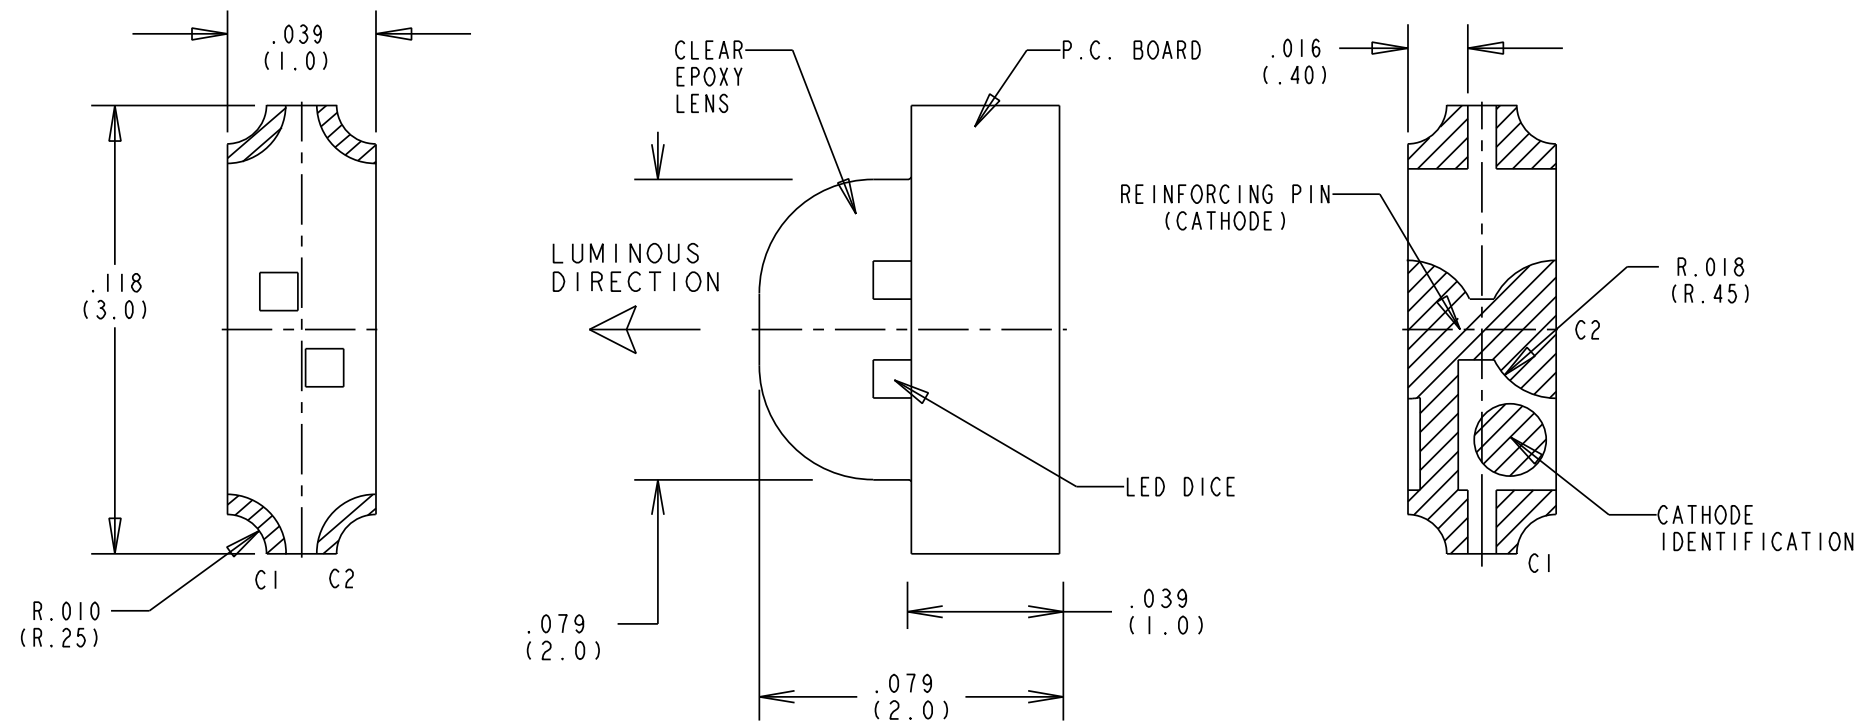 .039
(1.0)
.118
(3.0)
C1
C2
R.010
(R.25)
CLEAR
EPOXY
LENS
P.C. BOARD
LUMINOUS
DIRECTION
LED DICE
.079
(2.0)
.039
(1.0)
.079
(2.0)
.016
(.40)
REINFORCING PIN
(CATHODE)
R.018
(R.45)
C2
CATHODE
IDENTIFICATION
C1